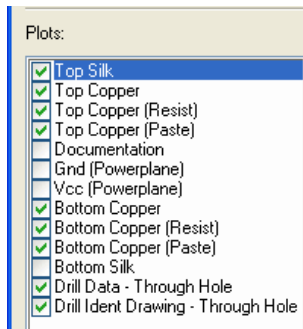 Plots:
Top Silk
Top Copper
Top Copper (Resist)
Top Copper (Paste)
Documentation
Gnd (Powerplane)
Vcc (Powerplane)
Bottom Copper
Bottom Copper (Resist)
Bottom Copper (Paste)
Bottom Silk
Drill Data - Through Hole
Drill Ident Drawing - Through Hole